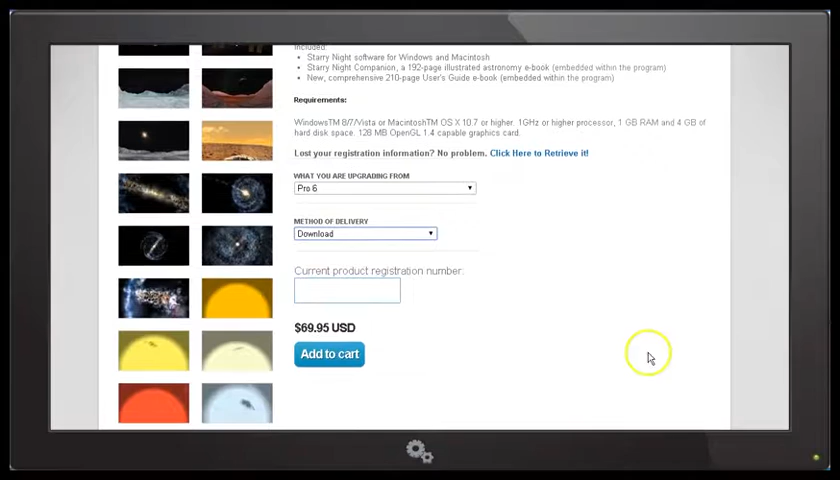 Included:
Starry Night software for Windows and Macintosh
Starry Night Companion, a 192-page illustrated astronomy e-book (embedded within the program)
New, comprehensive 210-page User's Guide e-book (embedded within the program)
Requirements:
WindowsTM 8/7/Vista or MacintoshTM OS X 10.7 or higher. 1GHz or higher processor, 1 GB RAM and 4 GB of
hard disk space. 128 MB OpenGL 1.4 capable graphics card.
Lost your registration information? No problem. Click Here to Retrieve it!
WHAT YOU ARE UPGRADING FROM
Pro 6
METHOD OF DELIVERY
Download
Current product registration number:
$69.95 USD
Add to cart